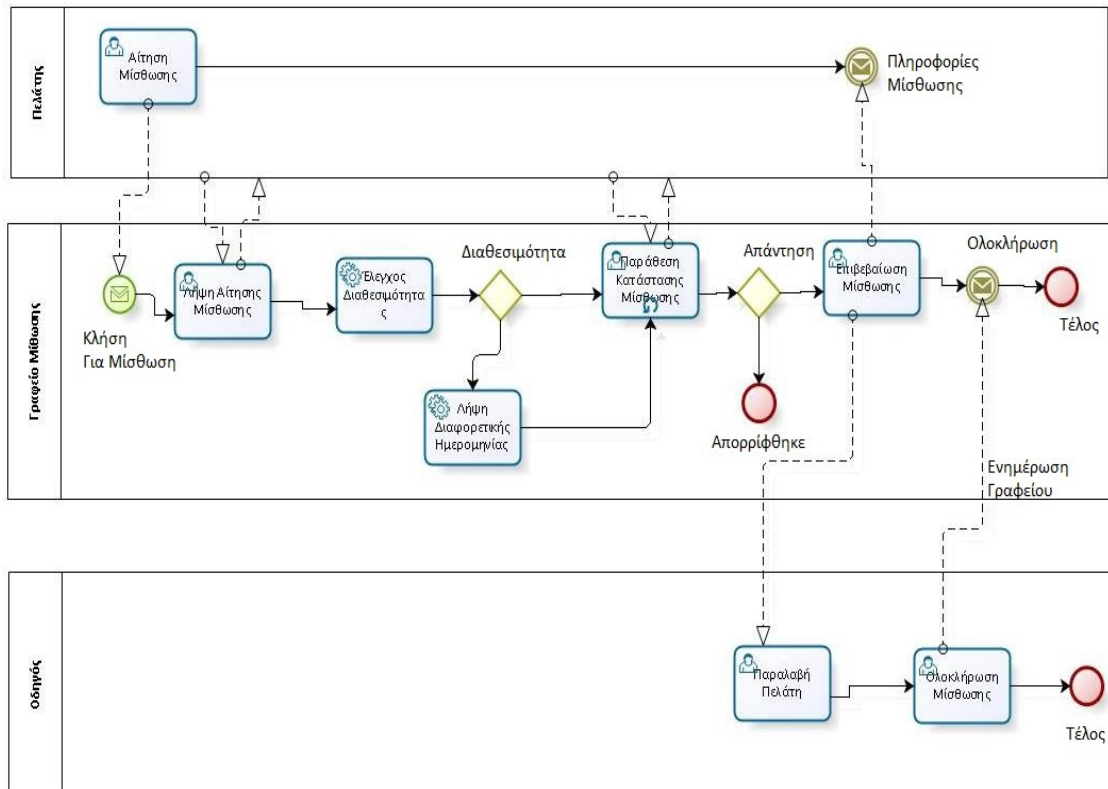 Πελάτης
Αίτηση
Μίσθωσης
Πληροφορίες
Μίσθωσης
Γραφείο Μίθωσης
Κλήση
Για Μίσθωση
Λήψη Αίτησης
Μίσθωσης
Έλεγχος
Διαθεσιμότητα
ς
Διαθεσιμότητα
Λήψη
Διαφορετικής
Ημερομηνίας
Παράθεση
Κατάστασης
Μίσθωσης
Απάντηση
Απορρίφθηκε
Επιβεβαίωση
Μίσθωσης
Ολοκλήρωση
Τέλος
Ενημέρωση
Γραφείου
Οδηγός
Παραλαβή
Πελάτη
Ολοκλήρωση
Μίσθωσης
Τέλος